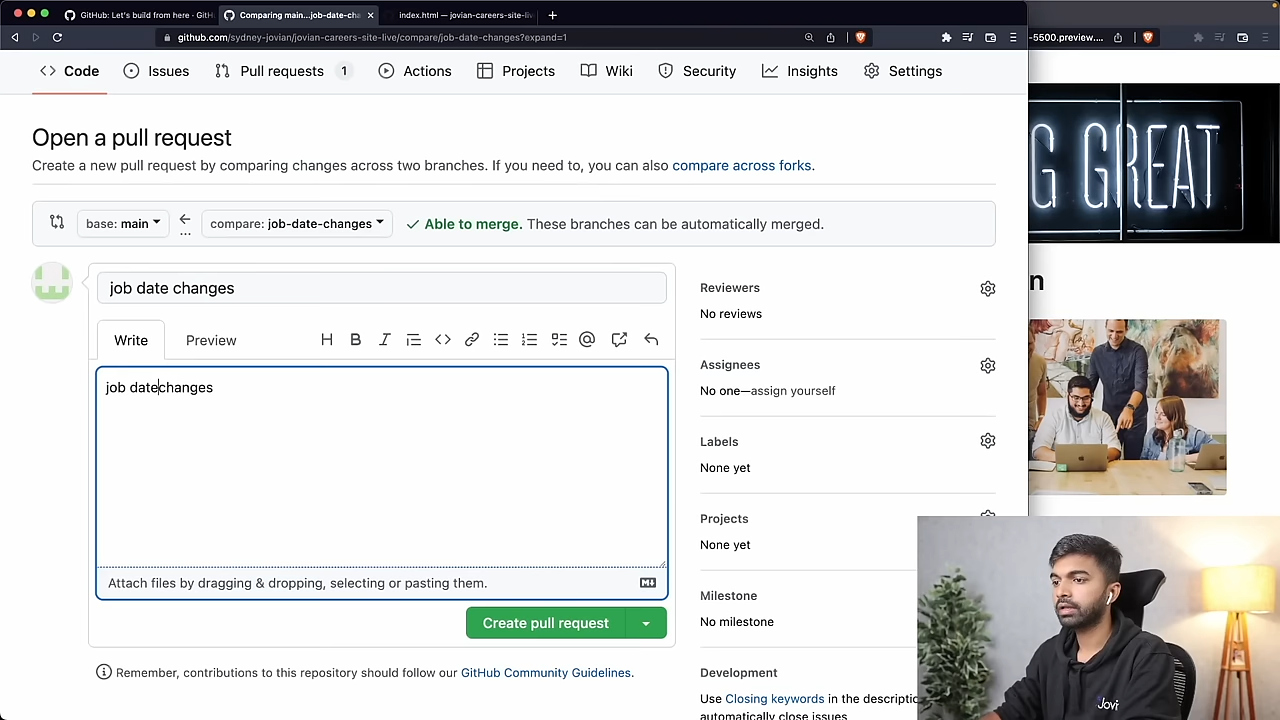 GitHub: Let's build from here · GitH
Comparing main...job-date-cha
index.html — jovian-careers-site-liv
github.com/sydney-jovian/jovian-careers-site-live/compare/job-date-changes?expand=1
-5500.preview....
Code
Issues
Pull requests 1
Actions
Projects
Wiki
Security
Insights
Settings
Open a pull request
Create a new pull request by comparing changes across two branches. If you need to, you can also compare across forks.
base: main
...
compare: job-date-changes
Able to merge. These branches can be automatically merged.
job date changes
Write
Preview
H B I
job datechanges
Attach files by dragging & dropping, selecting or pasting them.
Create pull request
Remember, contributions to this repository should follow our GitHub Community Guidelines.
Reviewers
No reviews
Assignees
No one—assign yourself
Labels
None yet
Projects
None yet
Milestone
No milestone
Development
Use Closing keywords in the descriptio
automatically close issues
G GREAT
n
Jovi